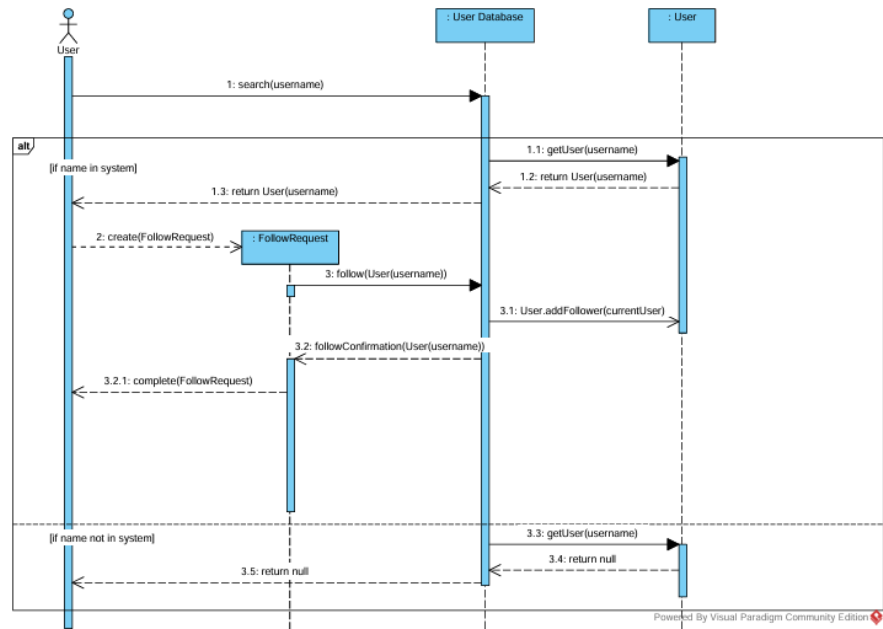 : User Database
: User
User
1: search(username)
alt
1.1: getUser(username)
[if name in system]
1.2: return User(username)
1.3: return User(username)
2: create(FollowRequest)
: FollowRequest
3: follow(User(username))
3.1: User.addFollower(currentUser)
3.2: followConfirmation(User(username))
3.2.1: complete(FollowRequest)
[if name not in system]
3.3: getUser(username)
3.4: return null
3.5: return null
Powered By Visual Paradigm Community Edition